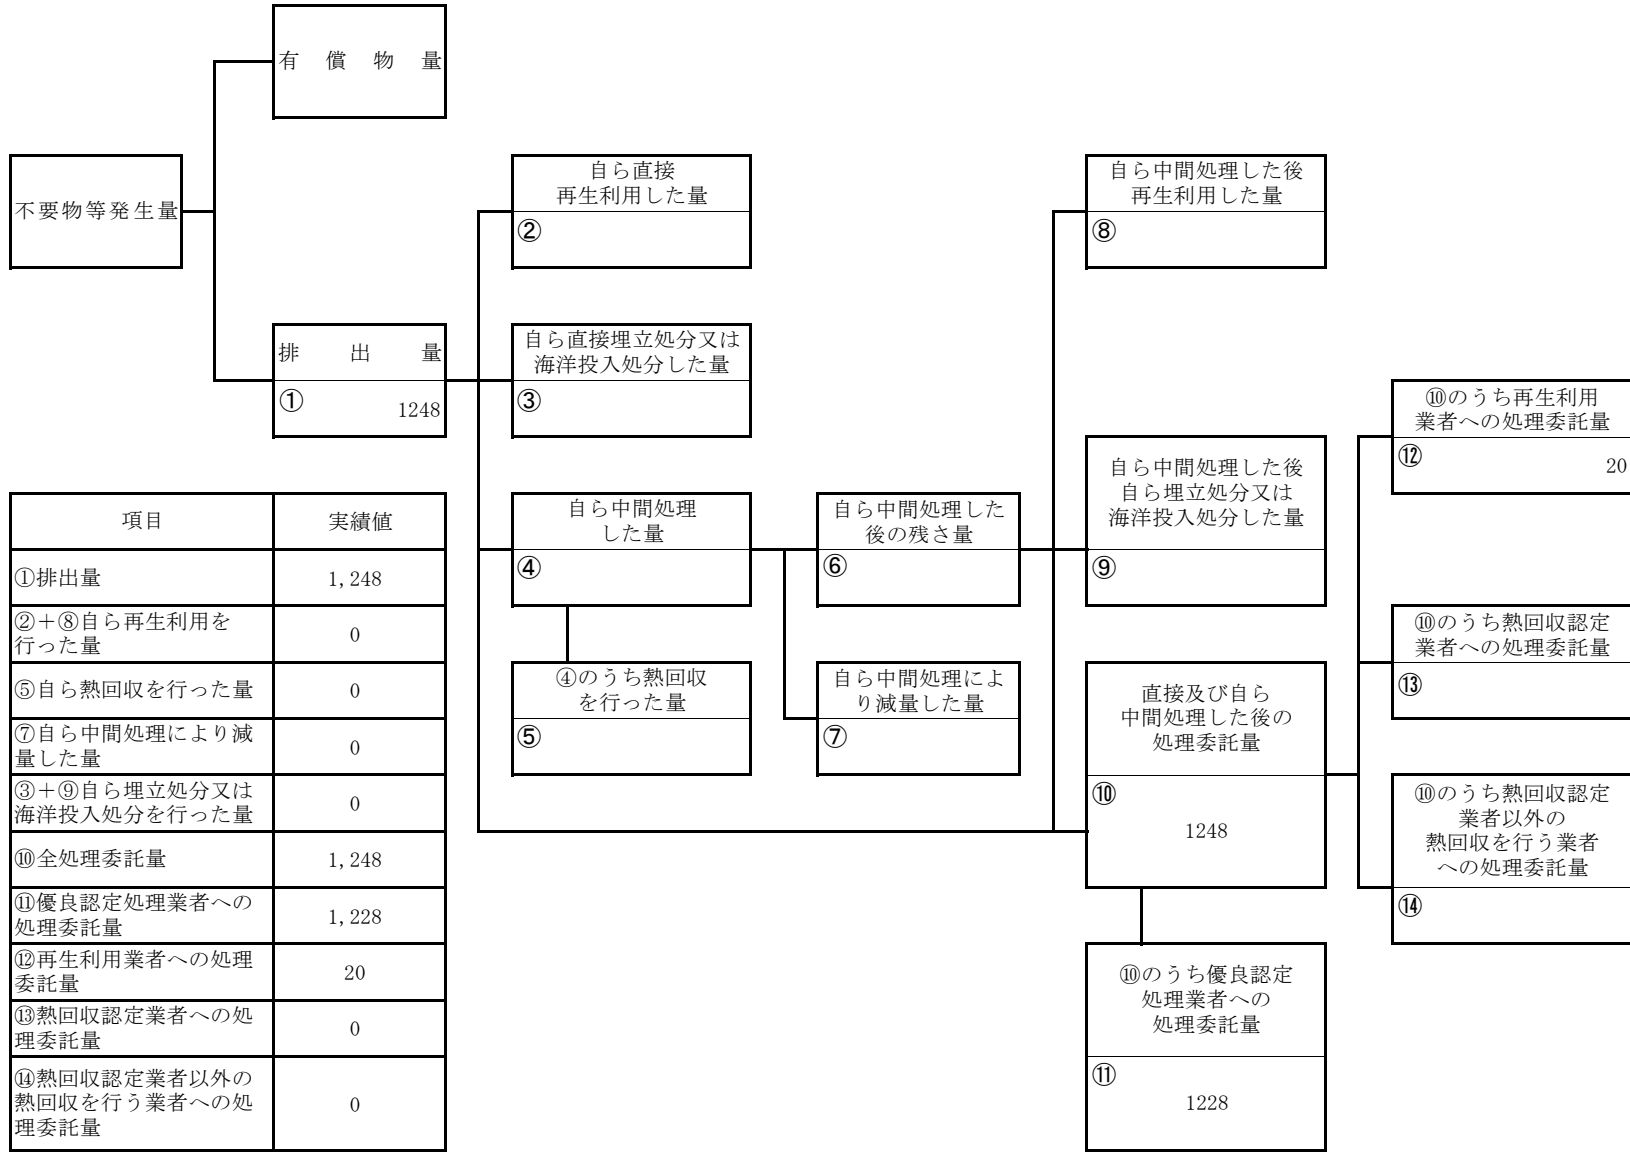 有償物量
不要物等発生量
排出量
①
1248
自ら直接
再生利用した量
②
自ら直接埋立処分又は
海洋投入処分した量
③
自ら中間処理
した量
④
④のうち熱回収
を行った量
⑤
自ら中間処理した
後の残さ量
⑥
自ら中間処理によ
り減量した量
⑦
自ら中間処理した後
再生利用した量
⑧
自ら中間処理した後
自ら埋立処分又は
海洋投入処分した量
⑨
直接及び自ら
中間処理した後の
処理委託量
⑩
1248
⑩のうち優良認定
処理業者への
処理委託量
⑪
1228
⑩のうち再生利用
業者への処理委託量
⑫
20
⑩のうち熱回収認定
業者への処理委託量
⑬
⑩のうち熱回収認定
業者以外の
熱回収を行う業者
への処理委託量
⑭
項目 実績値
①排出量 1,248
②＋⑧自ら再生利用を
行った量 0
⑤自ら熱回収を行った量 0
⑦自ら中間処理により減
量した量 0
③＋⑨自ら埋立処分又は
海洋投入処分を行った量 0
⑩全処理委託量 1,248
⑪優良認定処理業者への
処理委託量 1,228
⑫再生利用業者への処理
委託量 20
⑬熱回収認定業者への処
理委託量 0
⑭熱回収認定業者以外の
熱回収を行う業者への処
理委託量 0